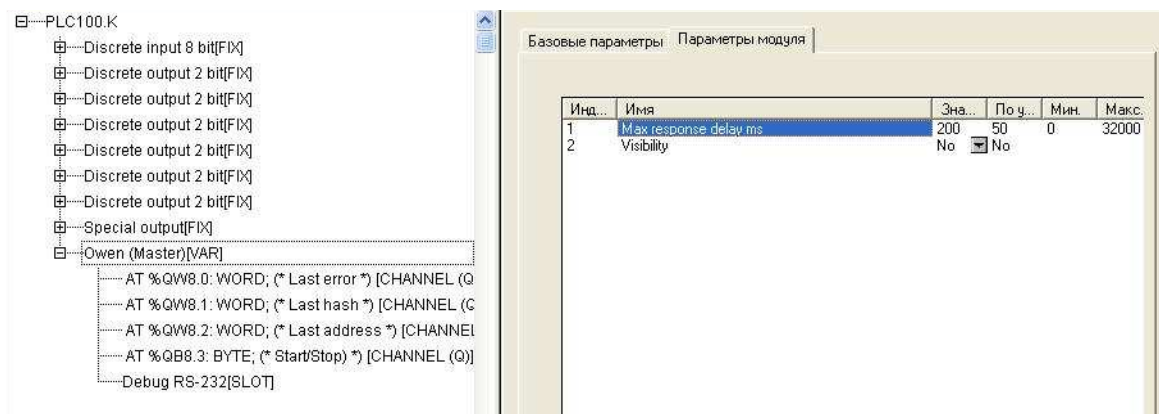 PLC100.K
Discrete input 8 bit[FIX]
Discrete output 2 bit[FIX]
Discrete output 2 bit[FIX]
Discrete output 2 bit[FIX]
Discrete output 2 bit[FIX]
Discrete output 2 bit[FIX]
Discrete output 2 bit[FIX]
Special output[FIX]
Owen (Master)[VAR]
AT %QW8.0: WORD; (* Last error *) [CHANNEL (Q
AT %QW8.1: WORD; (* Last hash *) [CHANNEL (Q
AT %QW8.2: WORD; (* Last address *) [CHANNEL
AT %QB8.3: BYTE; (* Start/Stop) *) [CHANNEL (Q)]
Debug RS-232[SLOT]
Базовые параметры Параметры модуля
Инд... Имя Зна... По у... Мин. Макс.
1 Max response delay ms 200 50 0 32000
2 Visibility No No